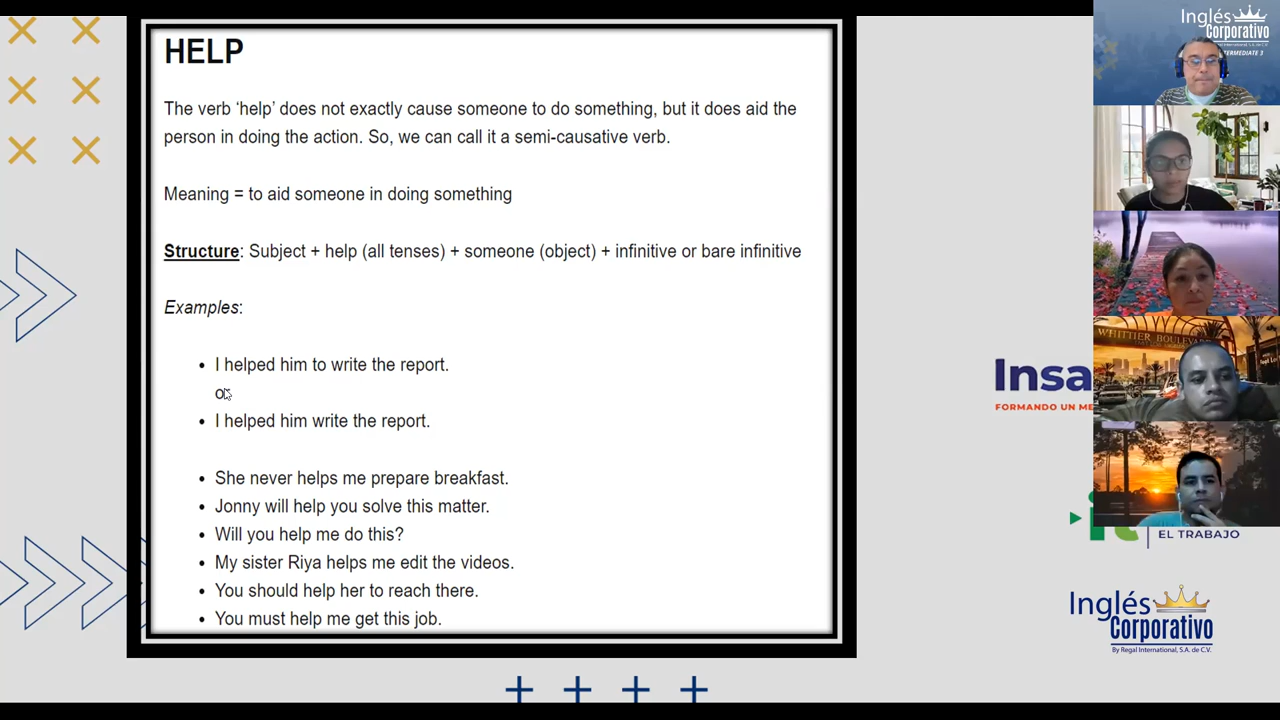 HELP
The verb ‘help’ does not exactly cause someone to do something, but it does aid the
person in doing the action. So, we can call it a semi-causative verb.
Meaning = to aid someone in doing something
Structure: Subject + help (all tenses) + someone (object) + infinitive or bare infinitive
Examples:
• I helped him to write the report.
or
• I helped him write the report.
• She never helps me prepare breakfast.
• Jonny will help you solve this matter.
• Will you help me do this?
• My sister Riya helps me edit the videos.
• You should help her to reach there.
• You must help me get this job.
Inglés
Corporativo
WHITTIER BOULEVARD
Insa
FORMANDO UN ME
EL TRABAJO
Inglés
Corporativo
By Regal International, S.A. de C.V.